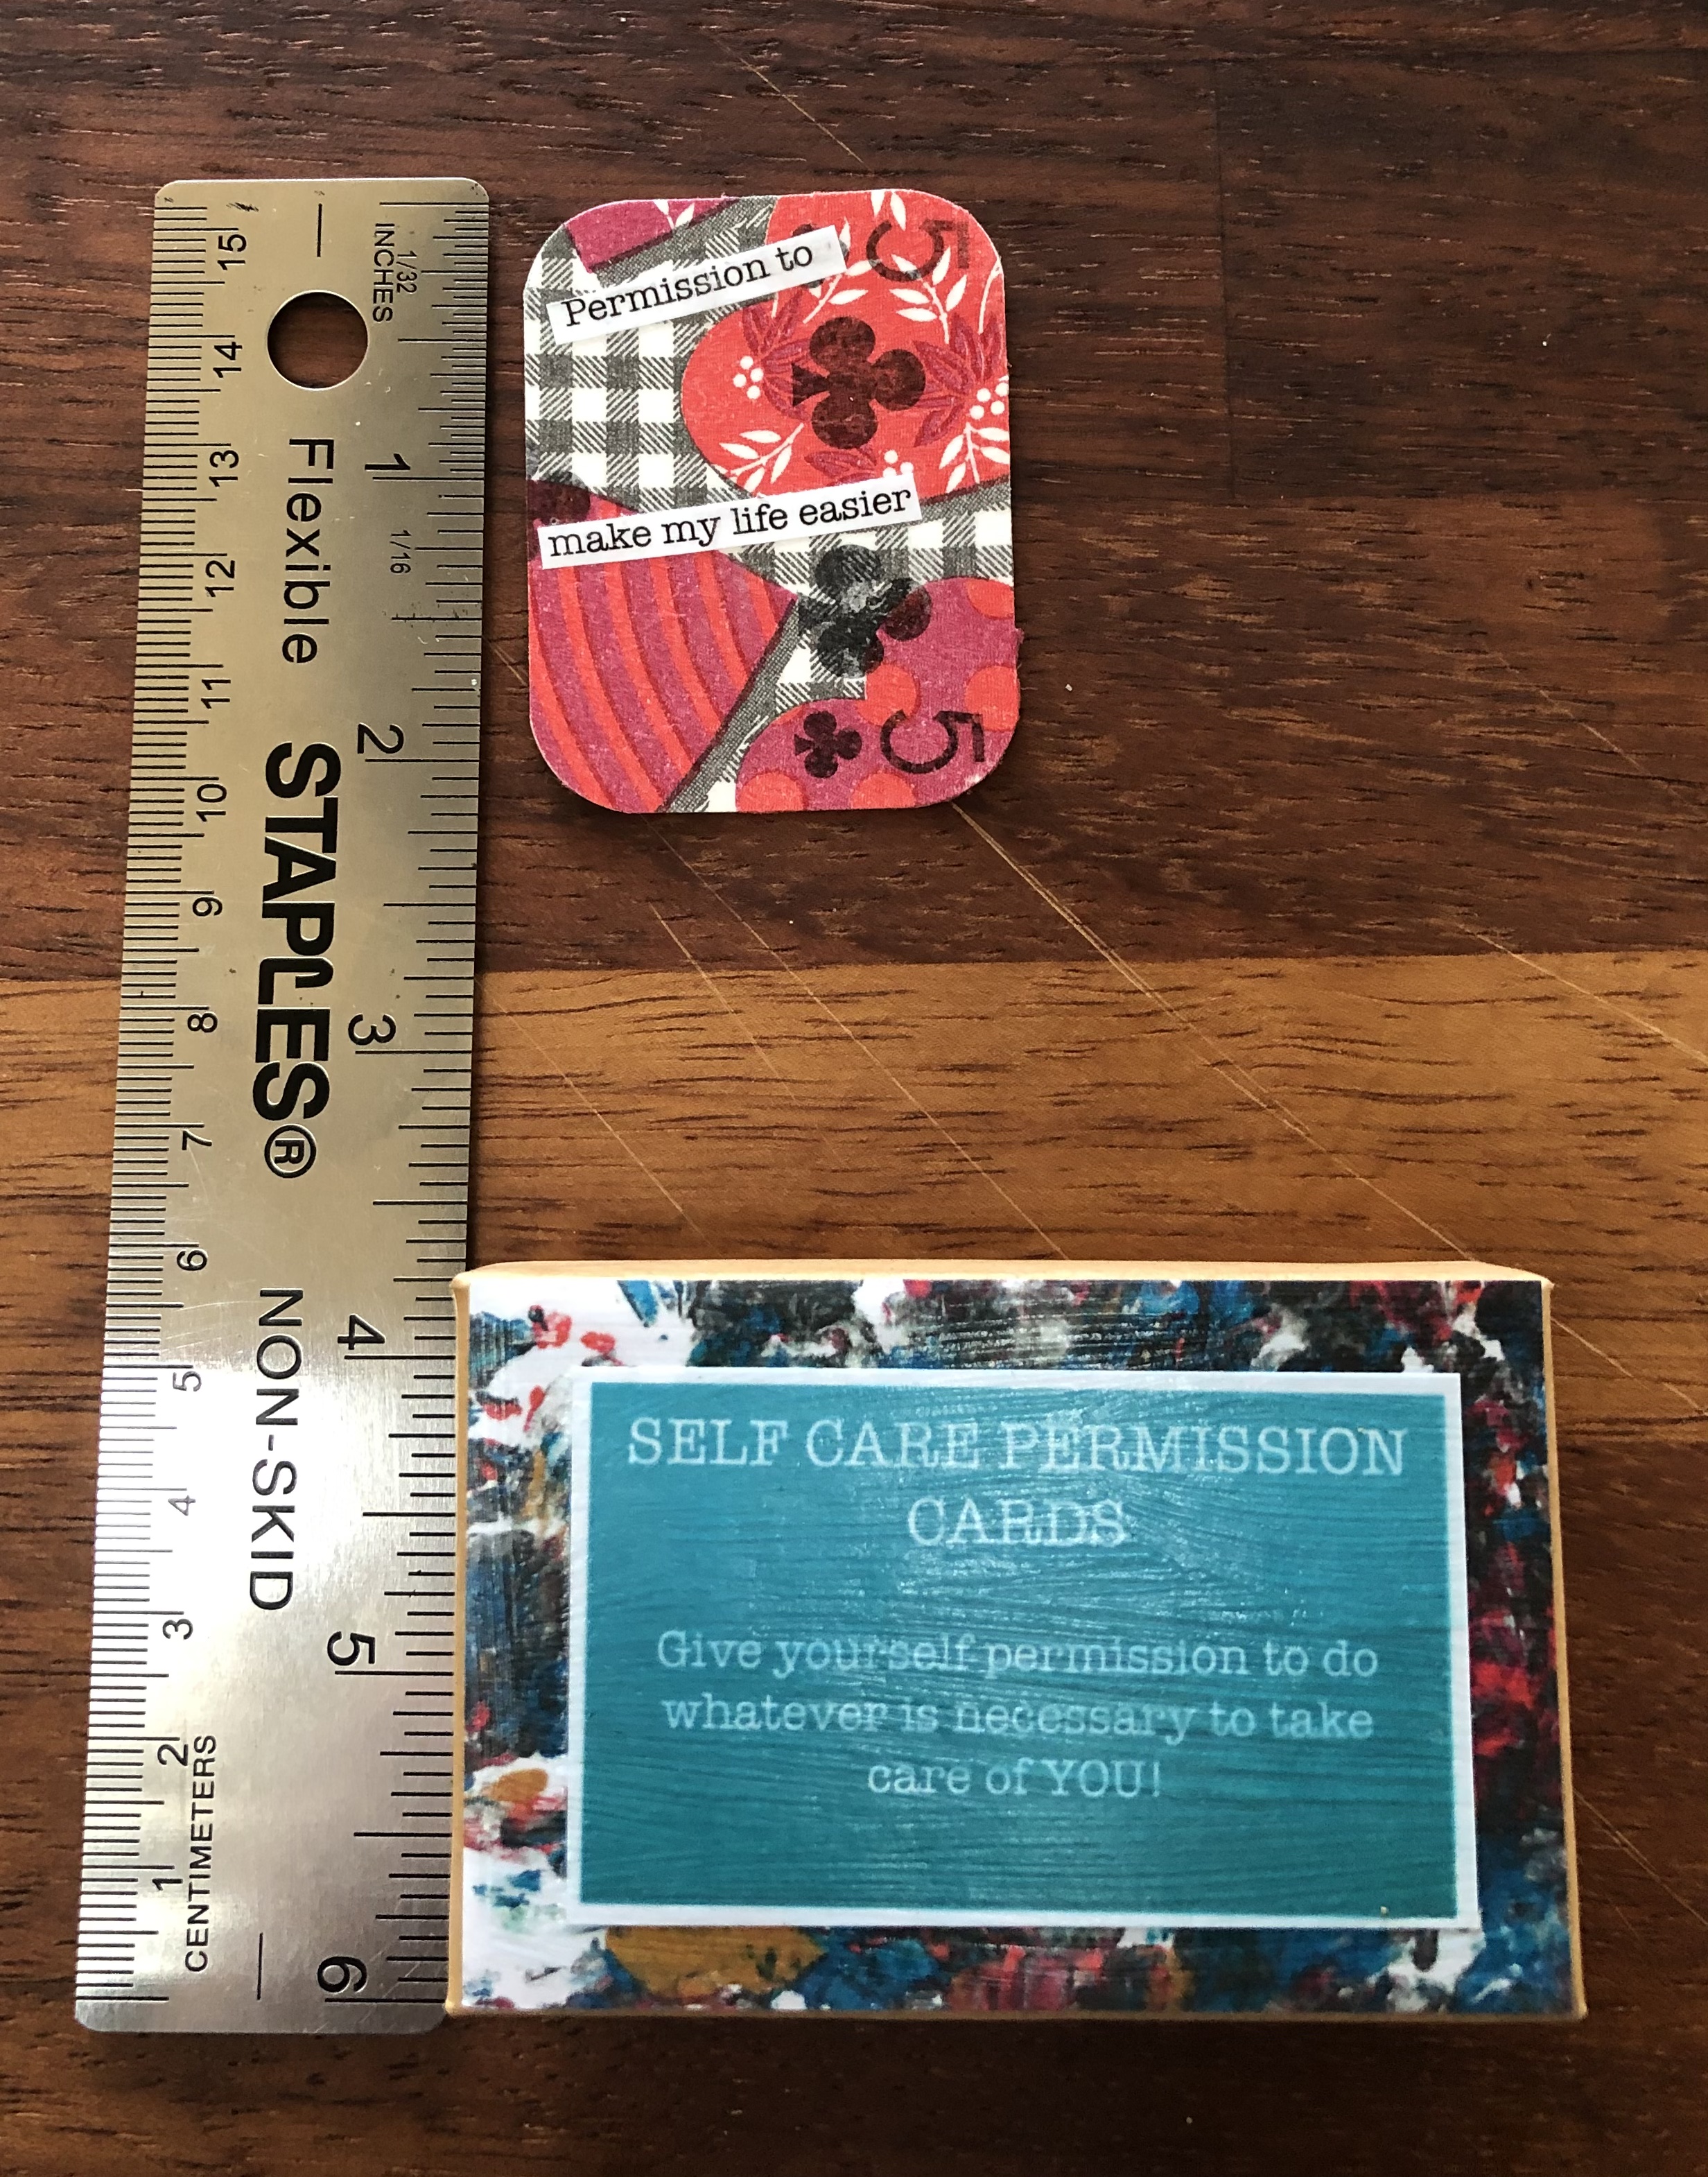 1/32
INCHES
1
1/16
2
3
4
5
6
Flexible STAPLES® NON-SKID
15
14
13
12
11
10
9
8
7
6
5
4
3
2
1
CENTIMETERS
5
Permission to
make my life easier
5
SELF CARE PERMISSION
CARDS
Give yourself permission to do
whatever is necessary to take
care of YOU!